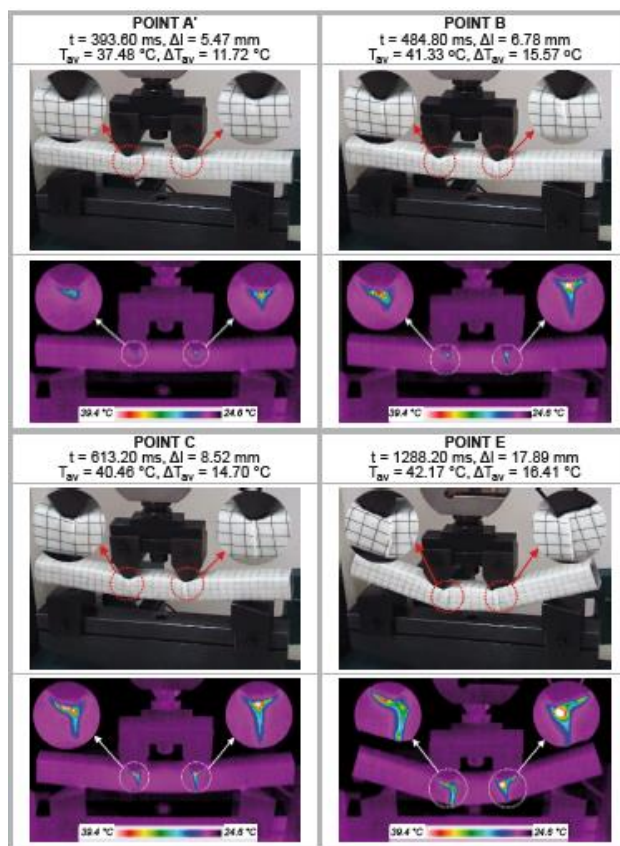 POINT A'
t = 393.60 ms, Δl = 5.47 mm
Tav = 37.48 °C, ΔTav = 11.72 °C
POINT B
t = 484.80 ms, Δl = 6.78 mm
Tav = 41.33 ºC, ΔTav = 15.57 ºC
39.4 °C 24.6 °C
39.4 °C 24.6 °C
POINT C
t = 613.20 ms, Δl = 8.52 mm
Tav = 40.46 °C, ΔTav = 14.70 °C
POINT E
t = 1288.20 ms, Δl = 17.89 mm
Tav = 42.17 °C, ΔTav = 16.41 °C
39.4 °C 24.6 °C
39.4 °C 24.6 °C